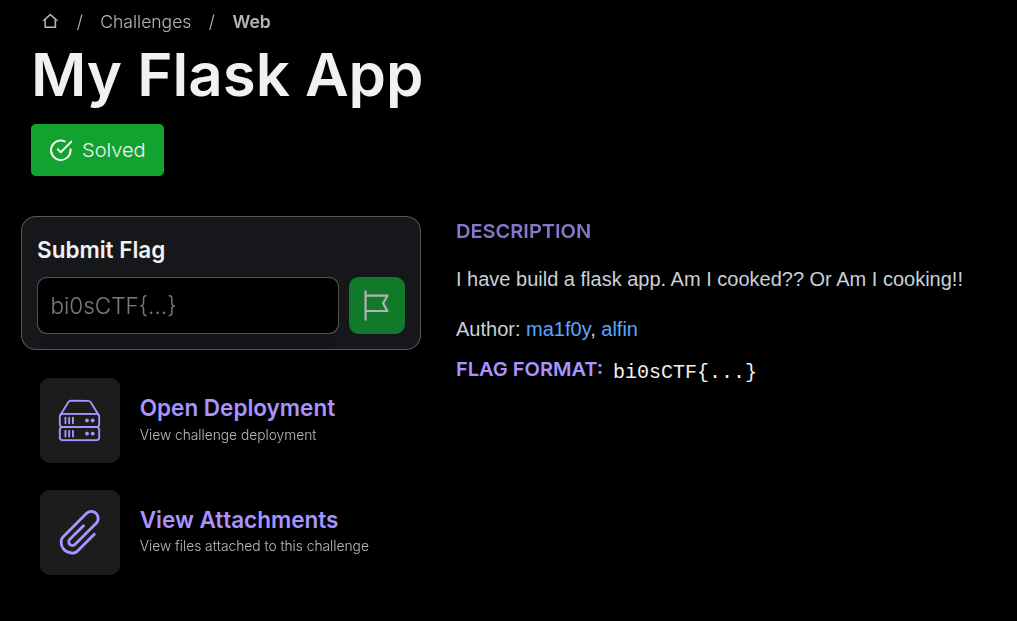 / Challenges / Web
My Flask App
Solved
Submit Flag
bi0sCTF{...}
DESCRIPTION
I have build a flask app. Am I cooked?? Or Am I cooking!!
Author: ma1f0y, alfin
FLAG FORMAT: bi0sCTF{...}
Open Deployment
View challenge deployment
View Attachments
View files attached to this challenge